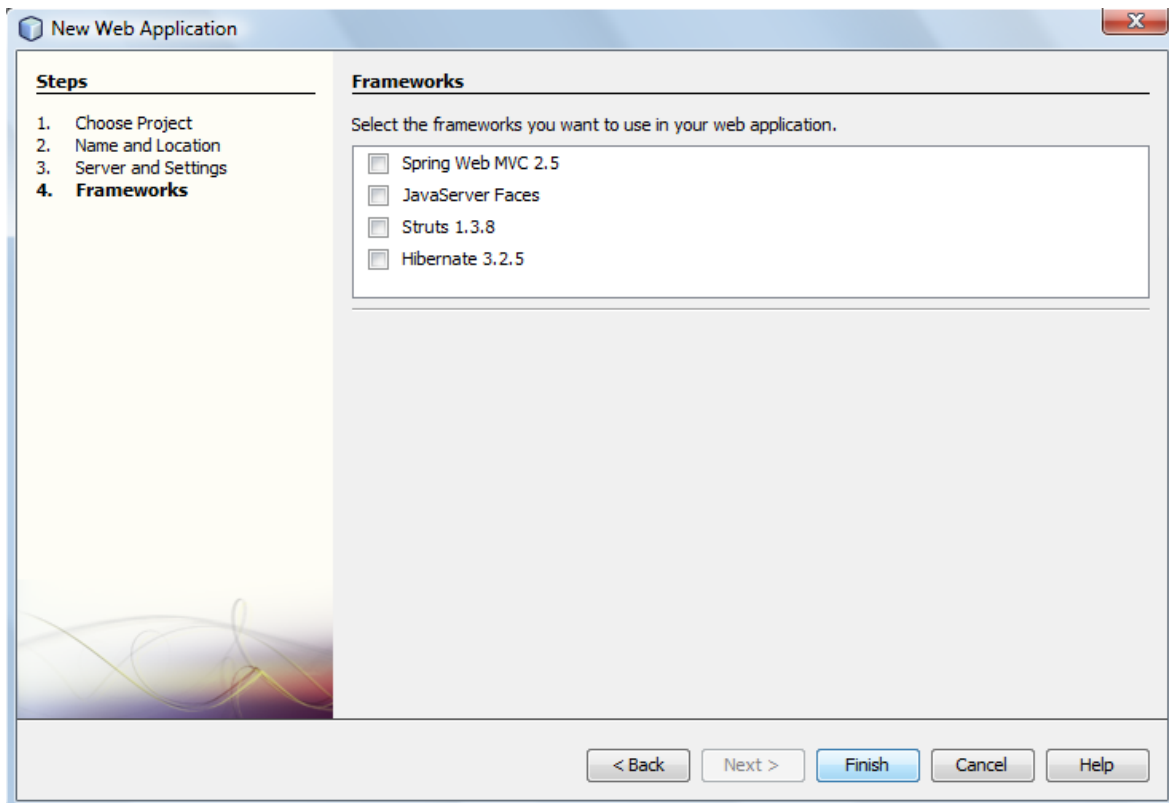 New Web Application
Steps
1. Choose Project
2. Name and Location
3. Server and Settings
4. Frameworks
Frameworks
Select the frameworks you want to use in your web application.
Spring Web MVC 2.5
JavaServer Faces
Struts 1.3.8
Hibernate 3.2.5
< Back Next > Finish Cancel Help